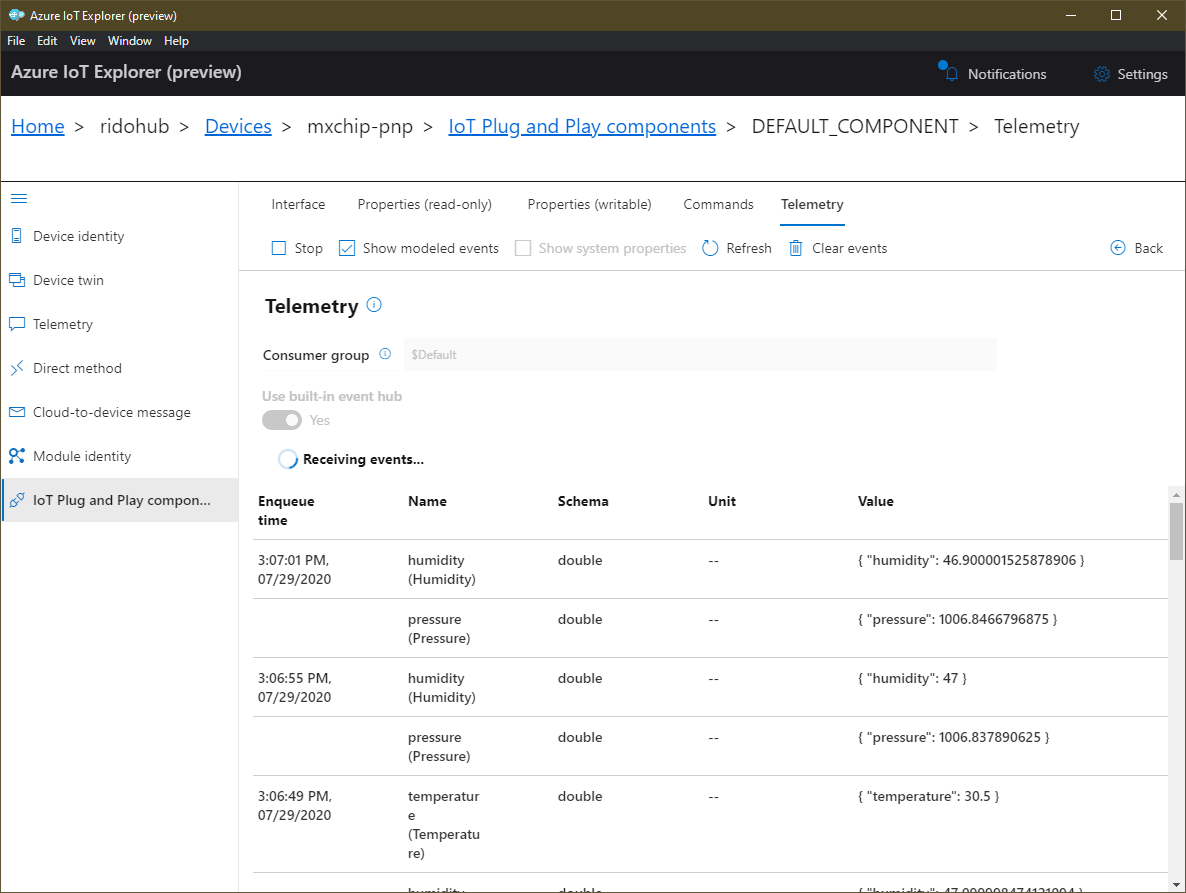 Azure IoT Explorer (preview)
File Edit View Window Help
Azure IoT Explorer (preview) Notifications Settings
Home > ridohub > Devices > mxchip-pnp > IoT Plug and Play components > DEFAULT_COMPONENT > Telemetry
Device identity
Device twin
Telemetry
Direct method
Cloud-to-device message
Module identity
IoT Plug and Play compon...
Interface Properties (read-only) Properties (writable) Commands Telemetry
Stop Show modeled events Show system properties Refresh Clear events Back
Telemetry
Consumer group $Default
Use built-in event hub
Yes
Receiving events...
Enqueue time Name Schema Unit Value
3:07:01 PM, humidity double -- { "humidity": 46.900001525878906 }
07/29/2020 (Humidity)
pressure double -- { "pressure": 1006.8466796875 }
(Pressure)
3:06:55 PM, humidity double -- { "humidity": 47 }
07/29/2020 (Humidity)
pressure double -- { "pressure": 1006.837890625 }
(Pressure)
3:06:49 PM, temperatur double -- { "temperature": 30.5 }
07/29/2020 e
(Temperatu
re)
humidity double